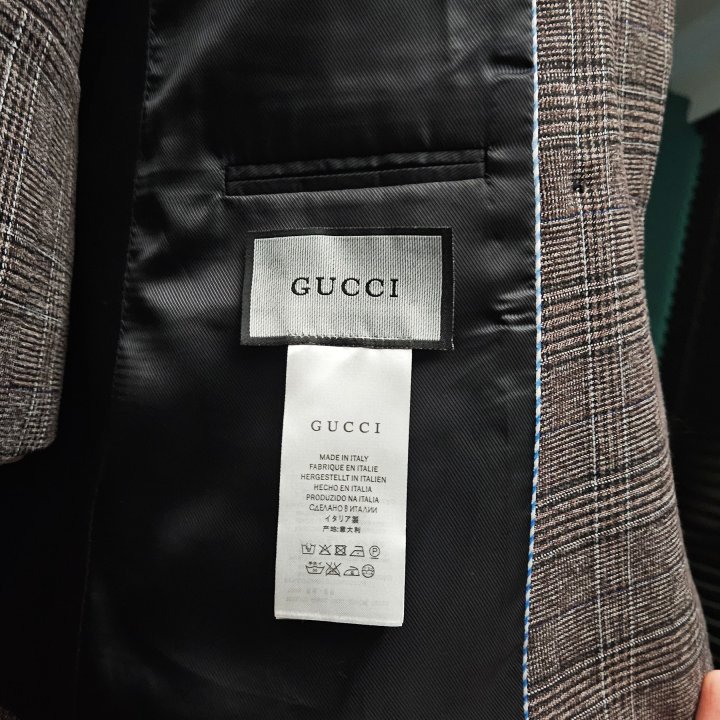 GUCCI
GUCCI
MADE IN ITALY
FABRIQUE EN ITALIE
HERGESTELLT IN ITALIEN
HECHO EN ITALIA
PRODUZIDO NA ITALIA
СДЕЛАНО В ИТАЛИИ
イタリア製
产地:意大利